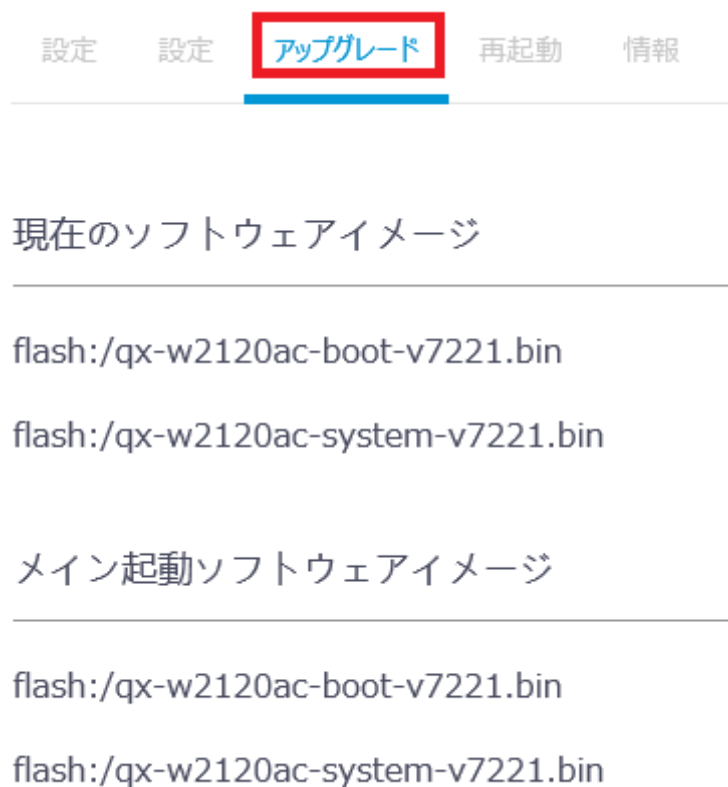 設定 設定 アップグレード 再起動 情報
現在のソフトウェアイメージ
flash:/qx-w2120ac-boot-v7221.bin
flash:/qx-w2120ac-system-v7221.bin
メイン起動ソフトウェアイメージ
flash:/qx-w2120ac-boot-v7221.bin
flash:/qx-w2120ac-system-v7221.bin